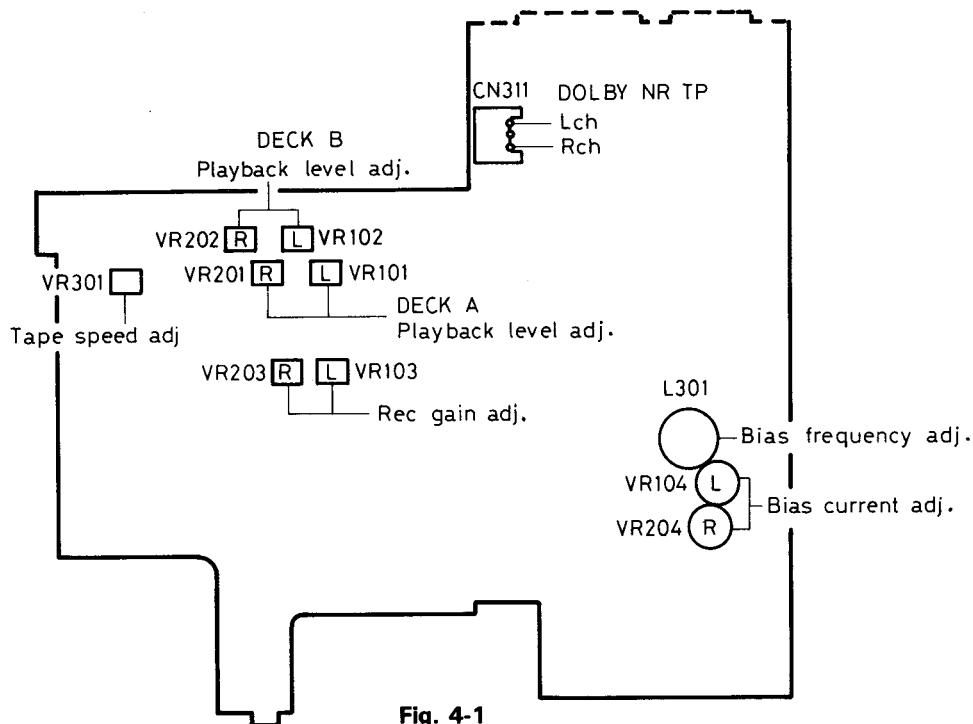 CN311 DOLBY NR TP
Lch
Rch
DECK B
Playback level adj.
VR202 R L VR102
VR201 R L VR101
VR301
DECK A
Playback level adj.
Tape speed adj
VR203 R L VR103
Rec gain adj.
L301
Bias frequency adj.
VR104 L
Bias current adj.
VR204 R
Fig. 4-1